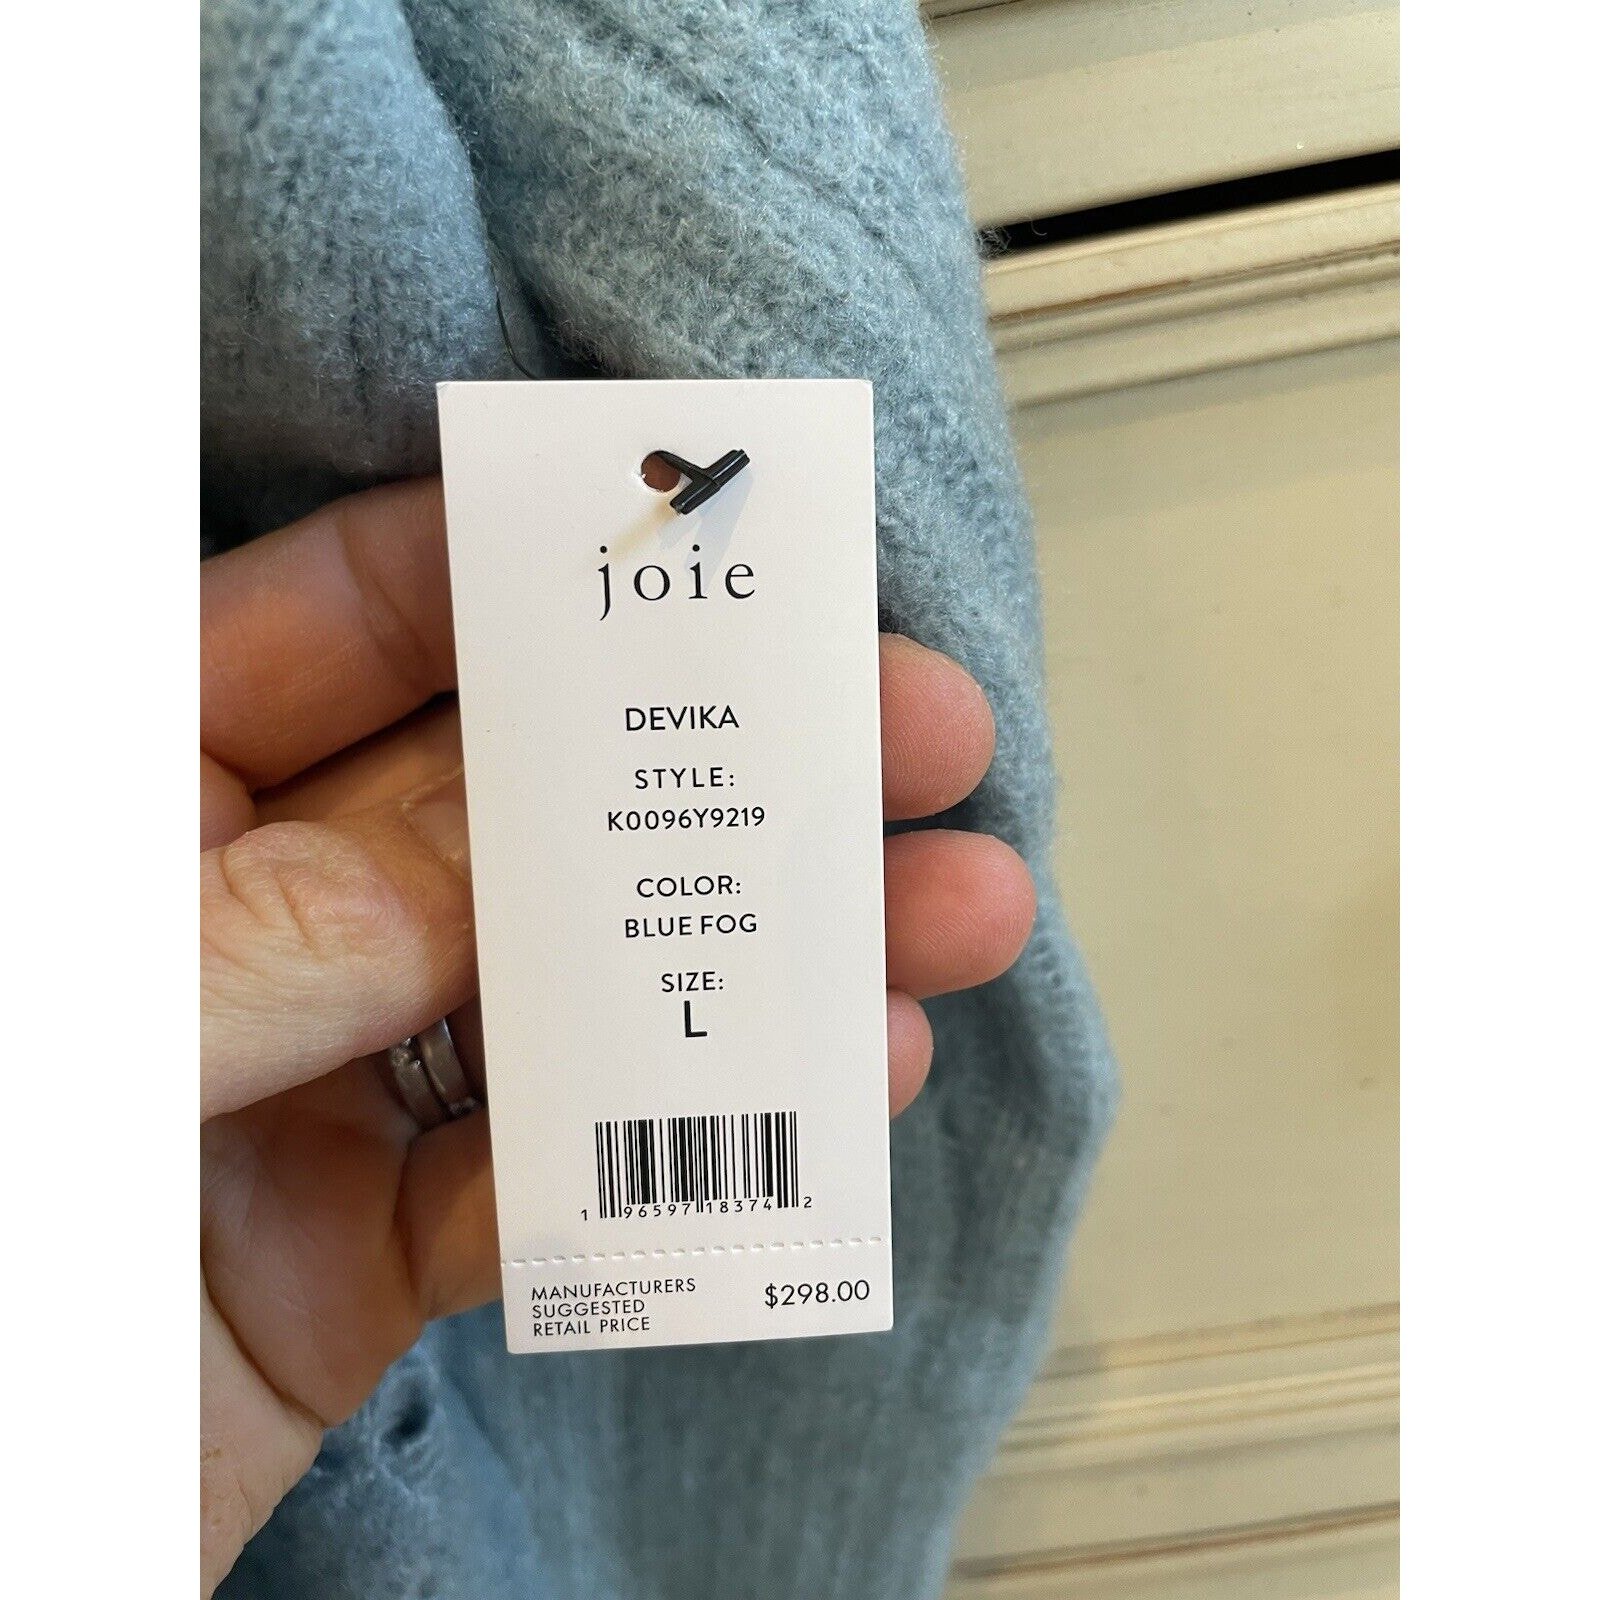 joie
DEVIKA
STYLE:
K0096Y9219
COLOR:
BLUE FOG
SIZE:
L
1 96597 18374 2
MANUFACTURERS
SUGGESTED
RETAIL PRICE
$298.00